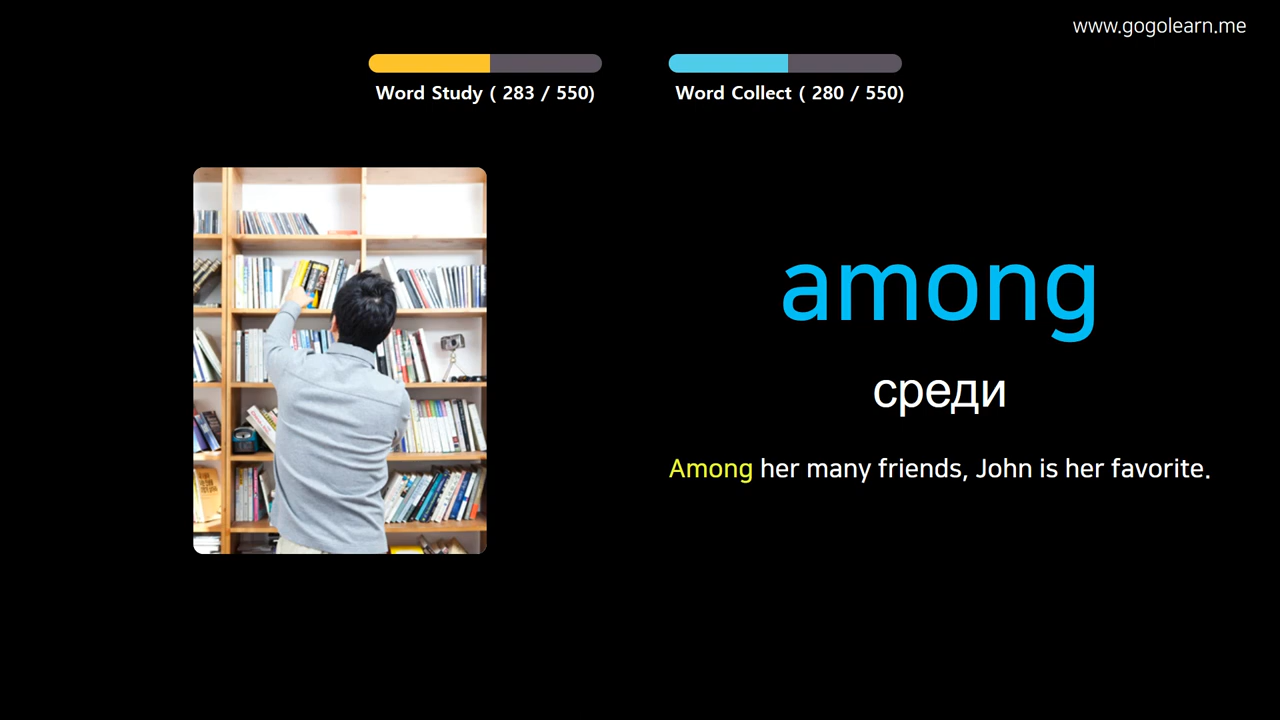 www.gogolearn.me
Word Study ( 283 / 550)
Word Collect ( 280 / 550)
among
среди
Among her many friends, John is her favorite.